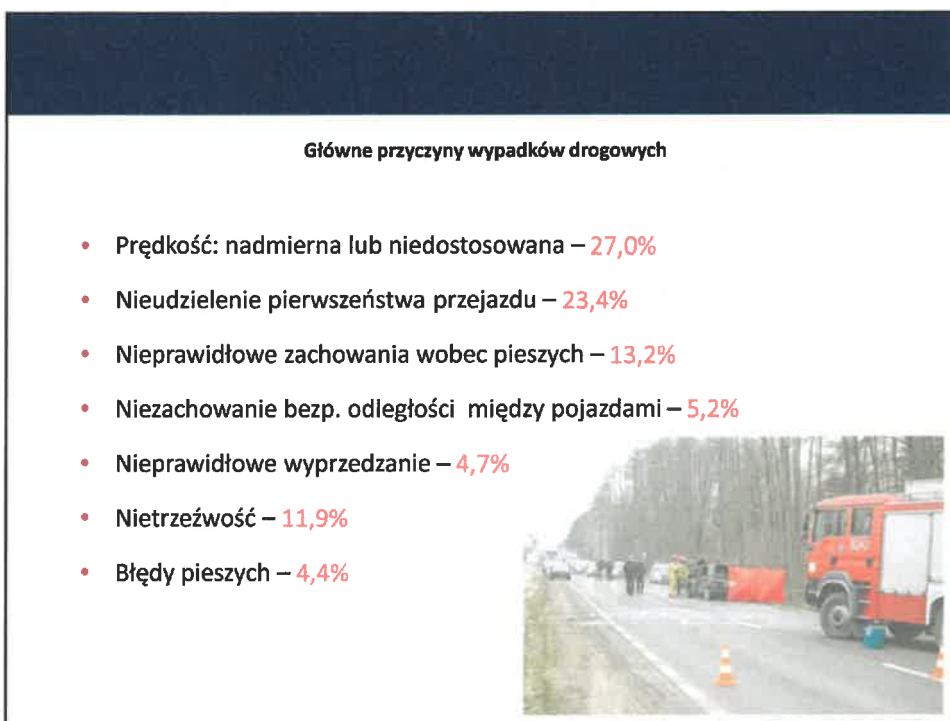 Główne przyczyny wypadków drogowych
• Prędkość: nadmierna lub niedostosowana – 27,0%
• Nieudzielenie pierwszeństwa przejazdu – 23,4%
• Nieprawidłowe zachowania wobec pieszych – 13,2%
• Niezachowanie bezp. odległości między pojazdami – 5,2%
• Nieprawidłowe wyprzedzanie – 4,7%
• Nietrzeźwość – 11,9%
• Błędy pieszych – 4,4%